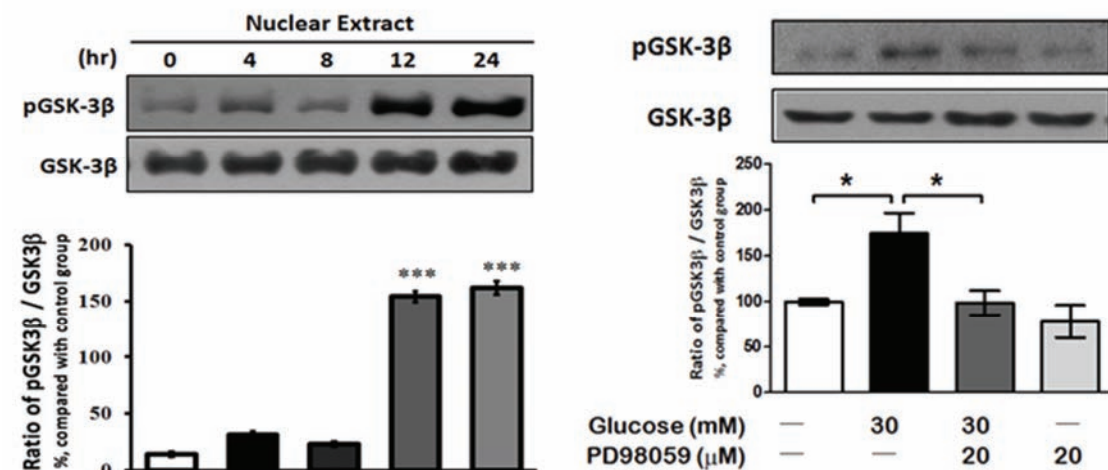 Nuclear Extract
(hr) 0 4 8 12 24
pGSK-3β
GSK-3β
Ratio of pGSK3β / GSK3β
%, compared with control group
200
150
100
50
0
***
***
pGSK-3β
GSK-3β
Ratio of pGSK3β / GSK3β
%, compared with control group
250
200
150
100
50
0
*
*
Glucose (mM) — 30 30 —
PD98059 (μM) — — 20 20